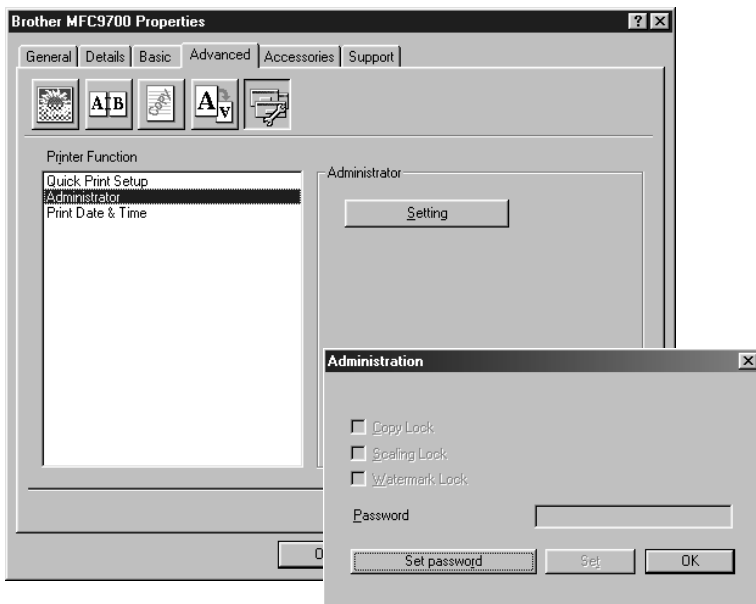 Brother MFC9700 Properties
General Details Basic Advanced Accessories Support
A B Copy A A
Printer Function
Quick Print Setup
Administrator
Print Date & Time
Administrator
Setting
Administration
Copy Lock
Scaling Lock
Watermark Lock
Password
Set password Set OK